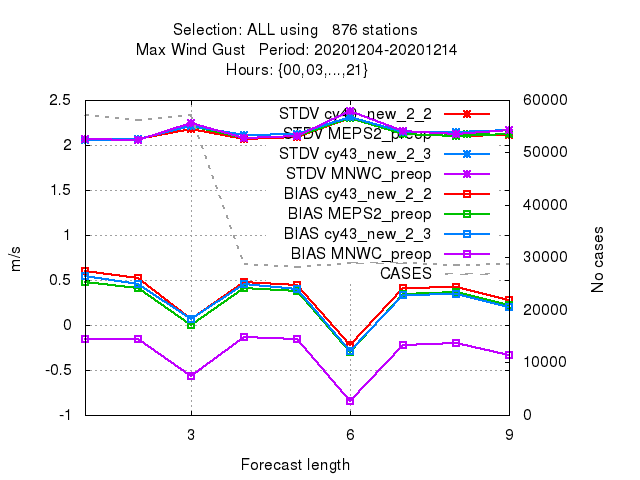 Selection: ALL using 876 stations
Max Wind Gust Period: 20201204-20201214
Hours: {00,03,...,21}
2.5
2
1.5
1
0.5
0
-0.5
-1
m/s
STDV cy43_new_2_2
STDV MEPS2_preop
STDV cy43_new_2_3
STDV MNWC_preop
BIAS cy43_new_2_2
BIAS MEPS2_preop
BIAS cy43_new_2_3
BIAS MNWC_preop
CASES
60000
50000
40000
30000
20000
10000
0
No cases
3 6 9
Forecast length